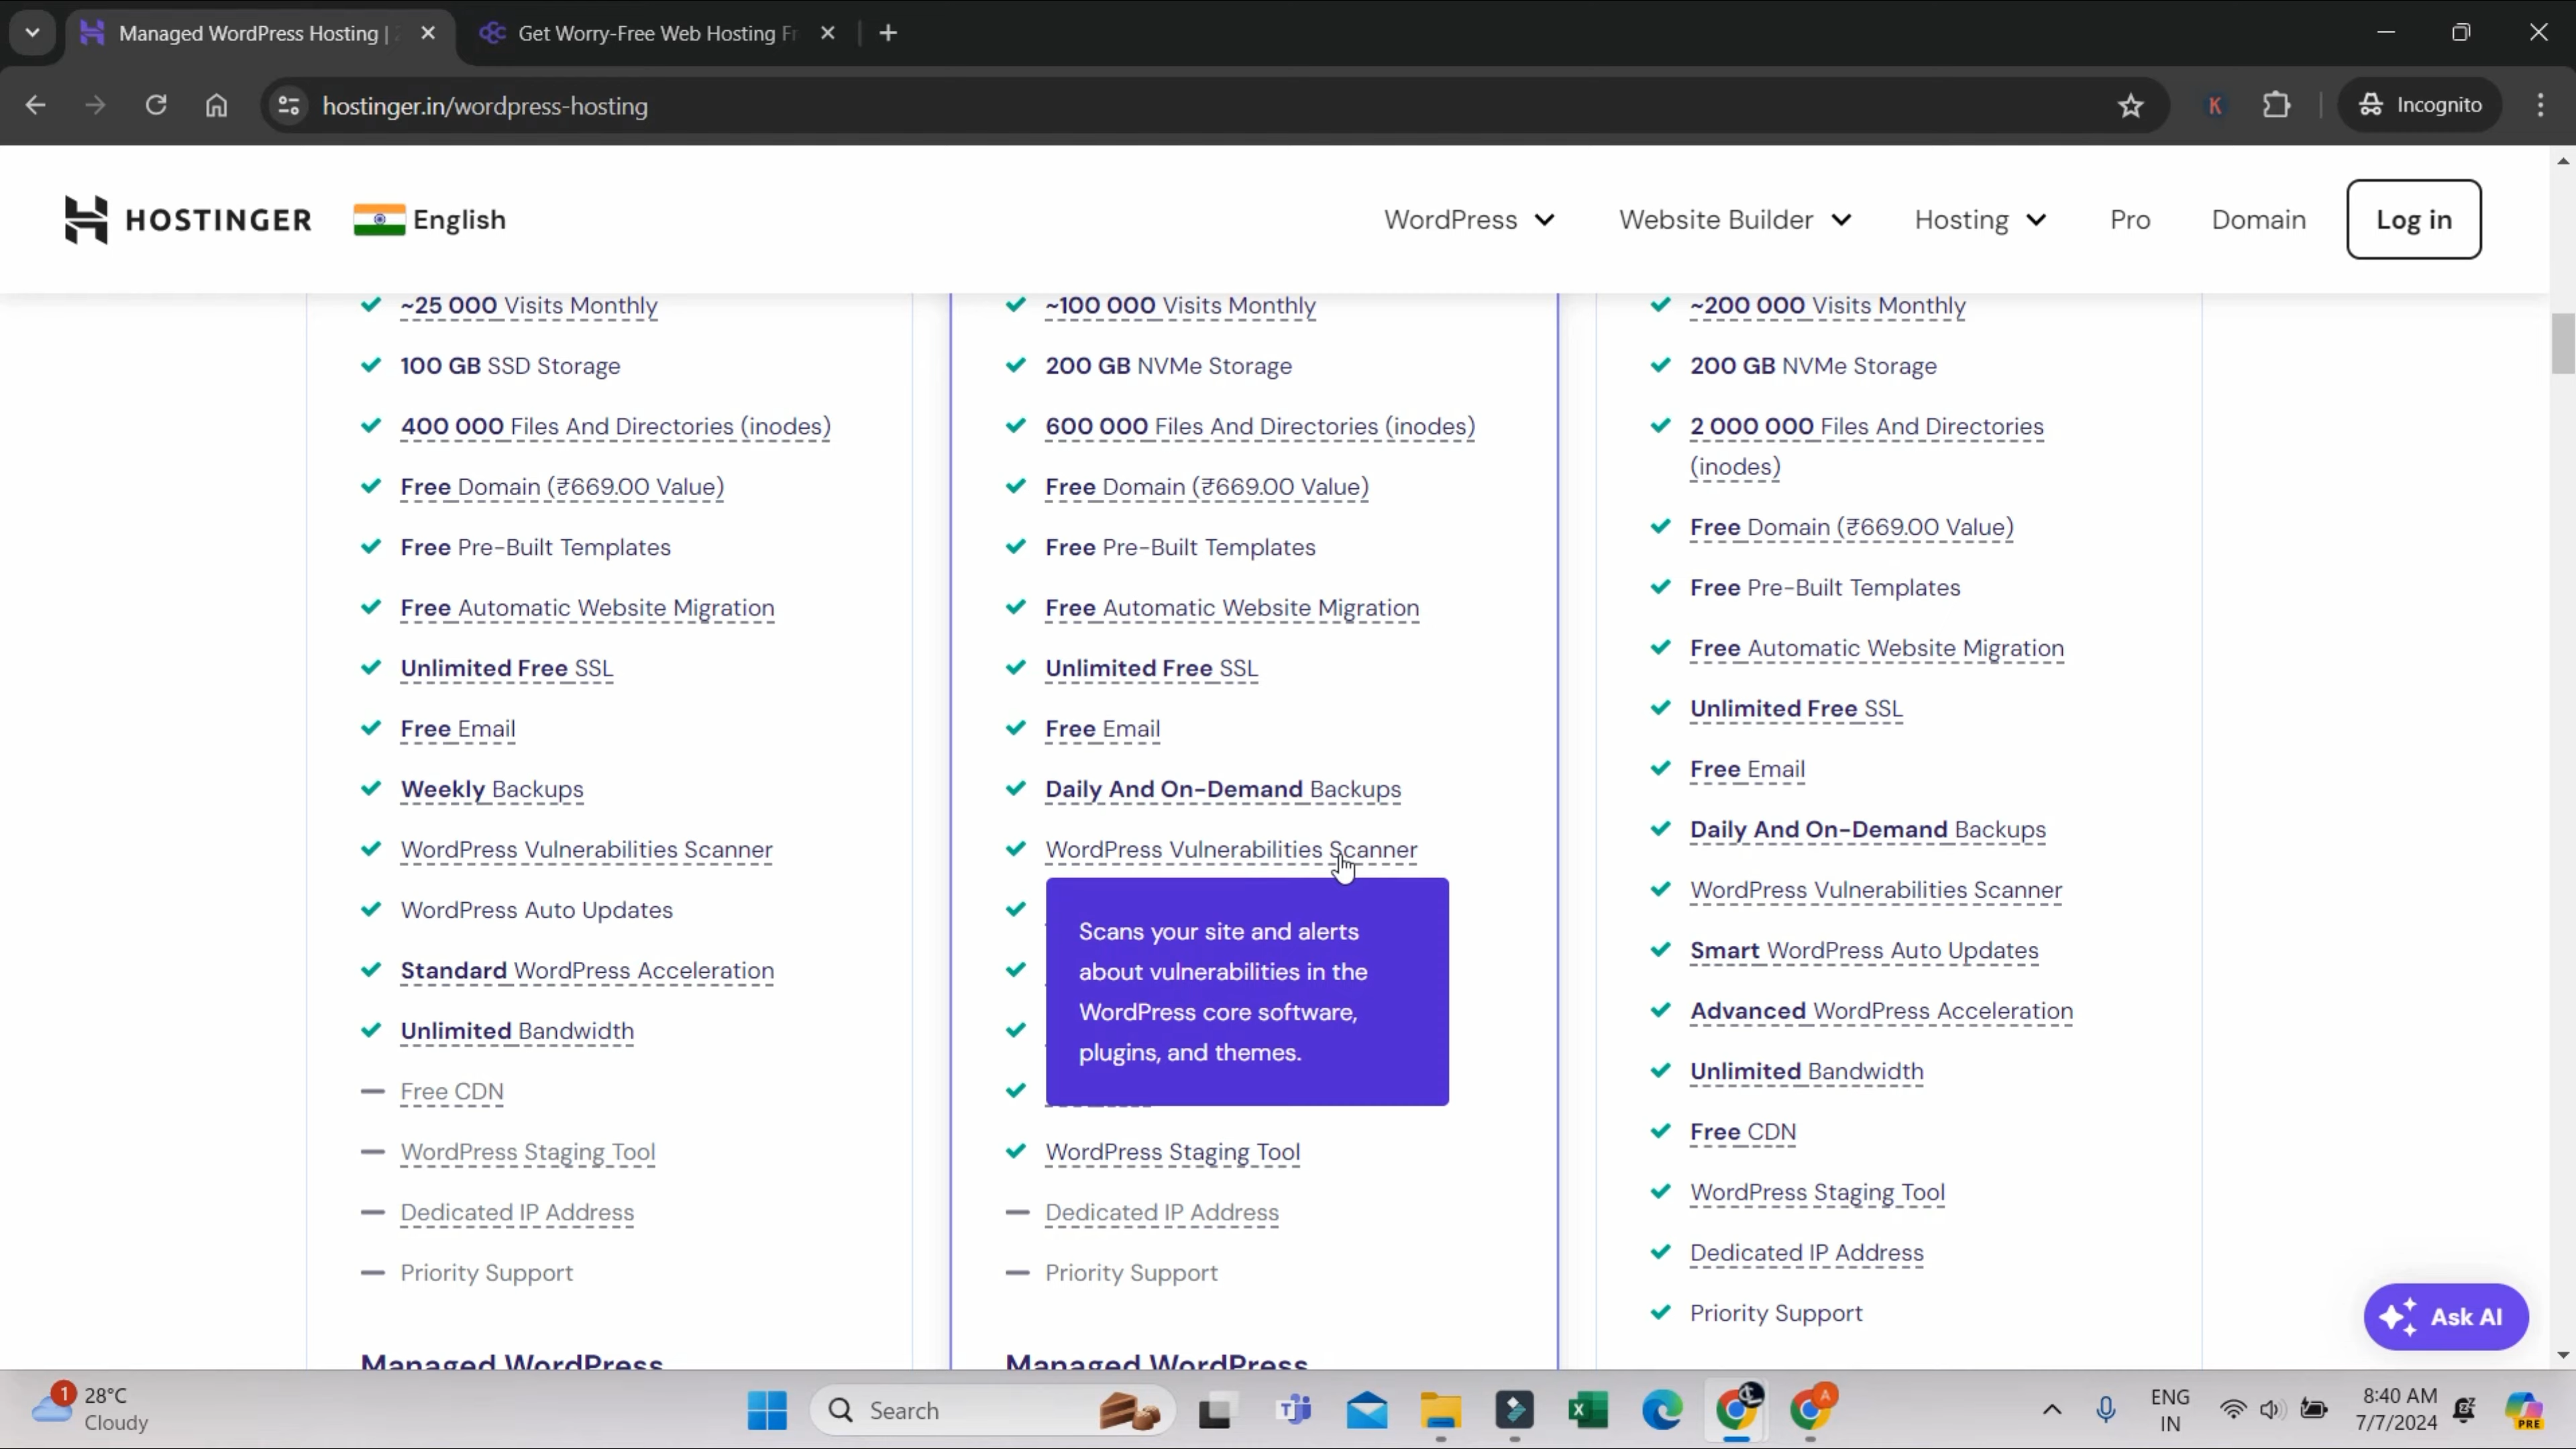 Managed WordPress Hosting |
Get Worry-Free Web Hosting Fr
hostinger.in/wordpress-hosting
K
Incognito
HOSTINGER
English
WordPress
Website Builder
Hosting
Pro
Domain
Log in
~25 000 Visits Monthly
100 GB SSD Storage
400 000 Files And Directories (inodes)
Free Domain (₹669.00 Value)
Free Pre-Built Templates
Free Automatic Website Migration
Unlimited Free SSL
Free Email
Weekly Backups
WordPress Vulnerabilities Scanner
WordPress Auto Updates
Standard WordPress Acceleration
Unlimited Bandwidth
Free CDN
WordPress Staging Tool
Dedicated IP Address
Priority Support
Managed WordPress
~100 000 Visits Monthly
200 GB NVMe Storage
600 000 Files And Directories (inodes)
Free Domain (₹669.00 Value)
Free Pre-Built Templates
Free Automatic Website Migration
Unlimited Free SSL
Free Email
Daily And On-Demand Backups
WordPress Vulnerabilities Scanner
Scans your site and alerts
about vulnerabilities in the
WordPress core software,
plugins, and themes.
WordPress Staging Tool
Dedicated IP Address
Priority Support
Managed WordPress
~200 000 Visits Monthly
200 GB NVMe Storage
2 000 000 Files And Directories
(inodes)
Free Domain (₹669.00 Value)
Free Pre-Built Templates
Free Automatic Website Migration
Unlimited Free SSL
Free Email
Daily And On-Demand Backups
WordPress Vulnerabilities Scanner
Smart WordPress Auto Updates
Advanced WordPress Acceleration
Unlimited Bandwidth
Free CDN
WordPress Staging Tool
Dedicated IP Address
Priority Support
Ask AI
1
28°C
Cloudy
Search
A
ENG
IN
8:40 AM
7/7/2024
PRE